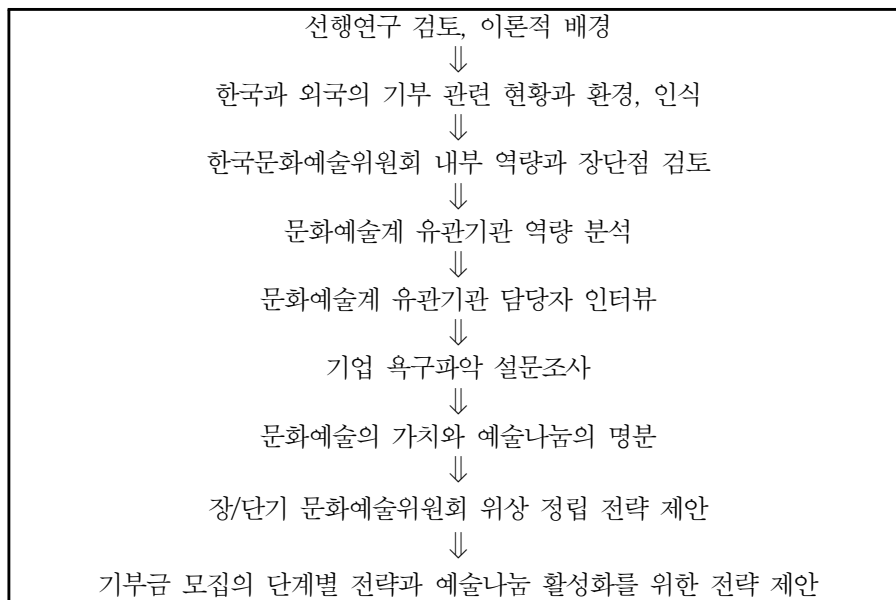 선행연구 검토, 이론적 배경
⇓
한국과 외국의 기부 관련 현황과 환경, 인식
⇓
한국문화예술위원회 내부 역량과 장단점 검토
⇓
문화예술계 유관기관 역량 분석
⇓
문화예술계 유관기관 담당자 인터뷰
⇓
기업 욕구파악 설문조사
⇓
문화예술의 가치와 예술나눔의 명분
⇓
장/단기 문화예술위원회 위상 정립 전략 제안
⇓
기부금 모집의 단계별 전략과 예술나눔 활성화를 위한 전략 제안